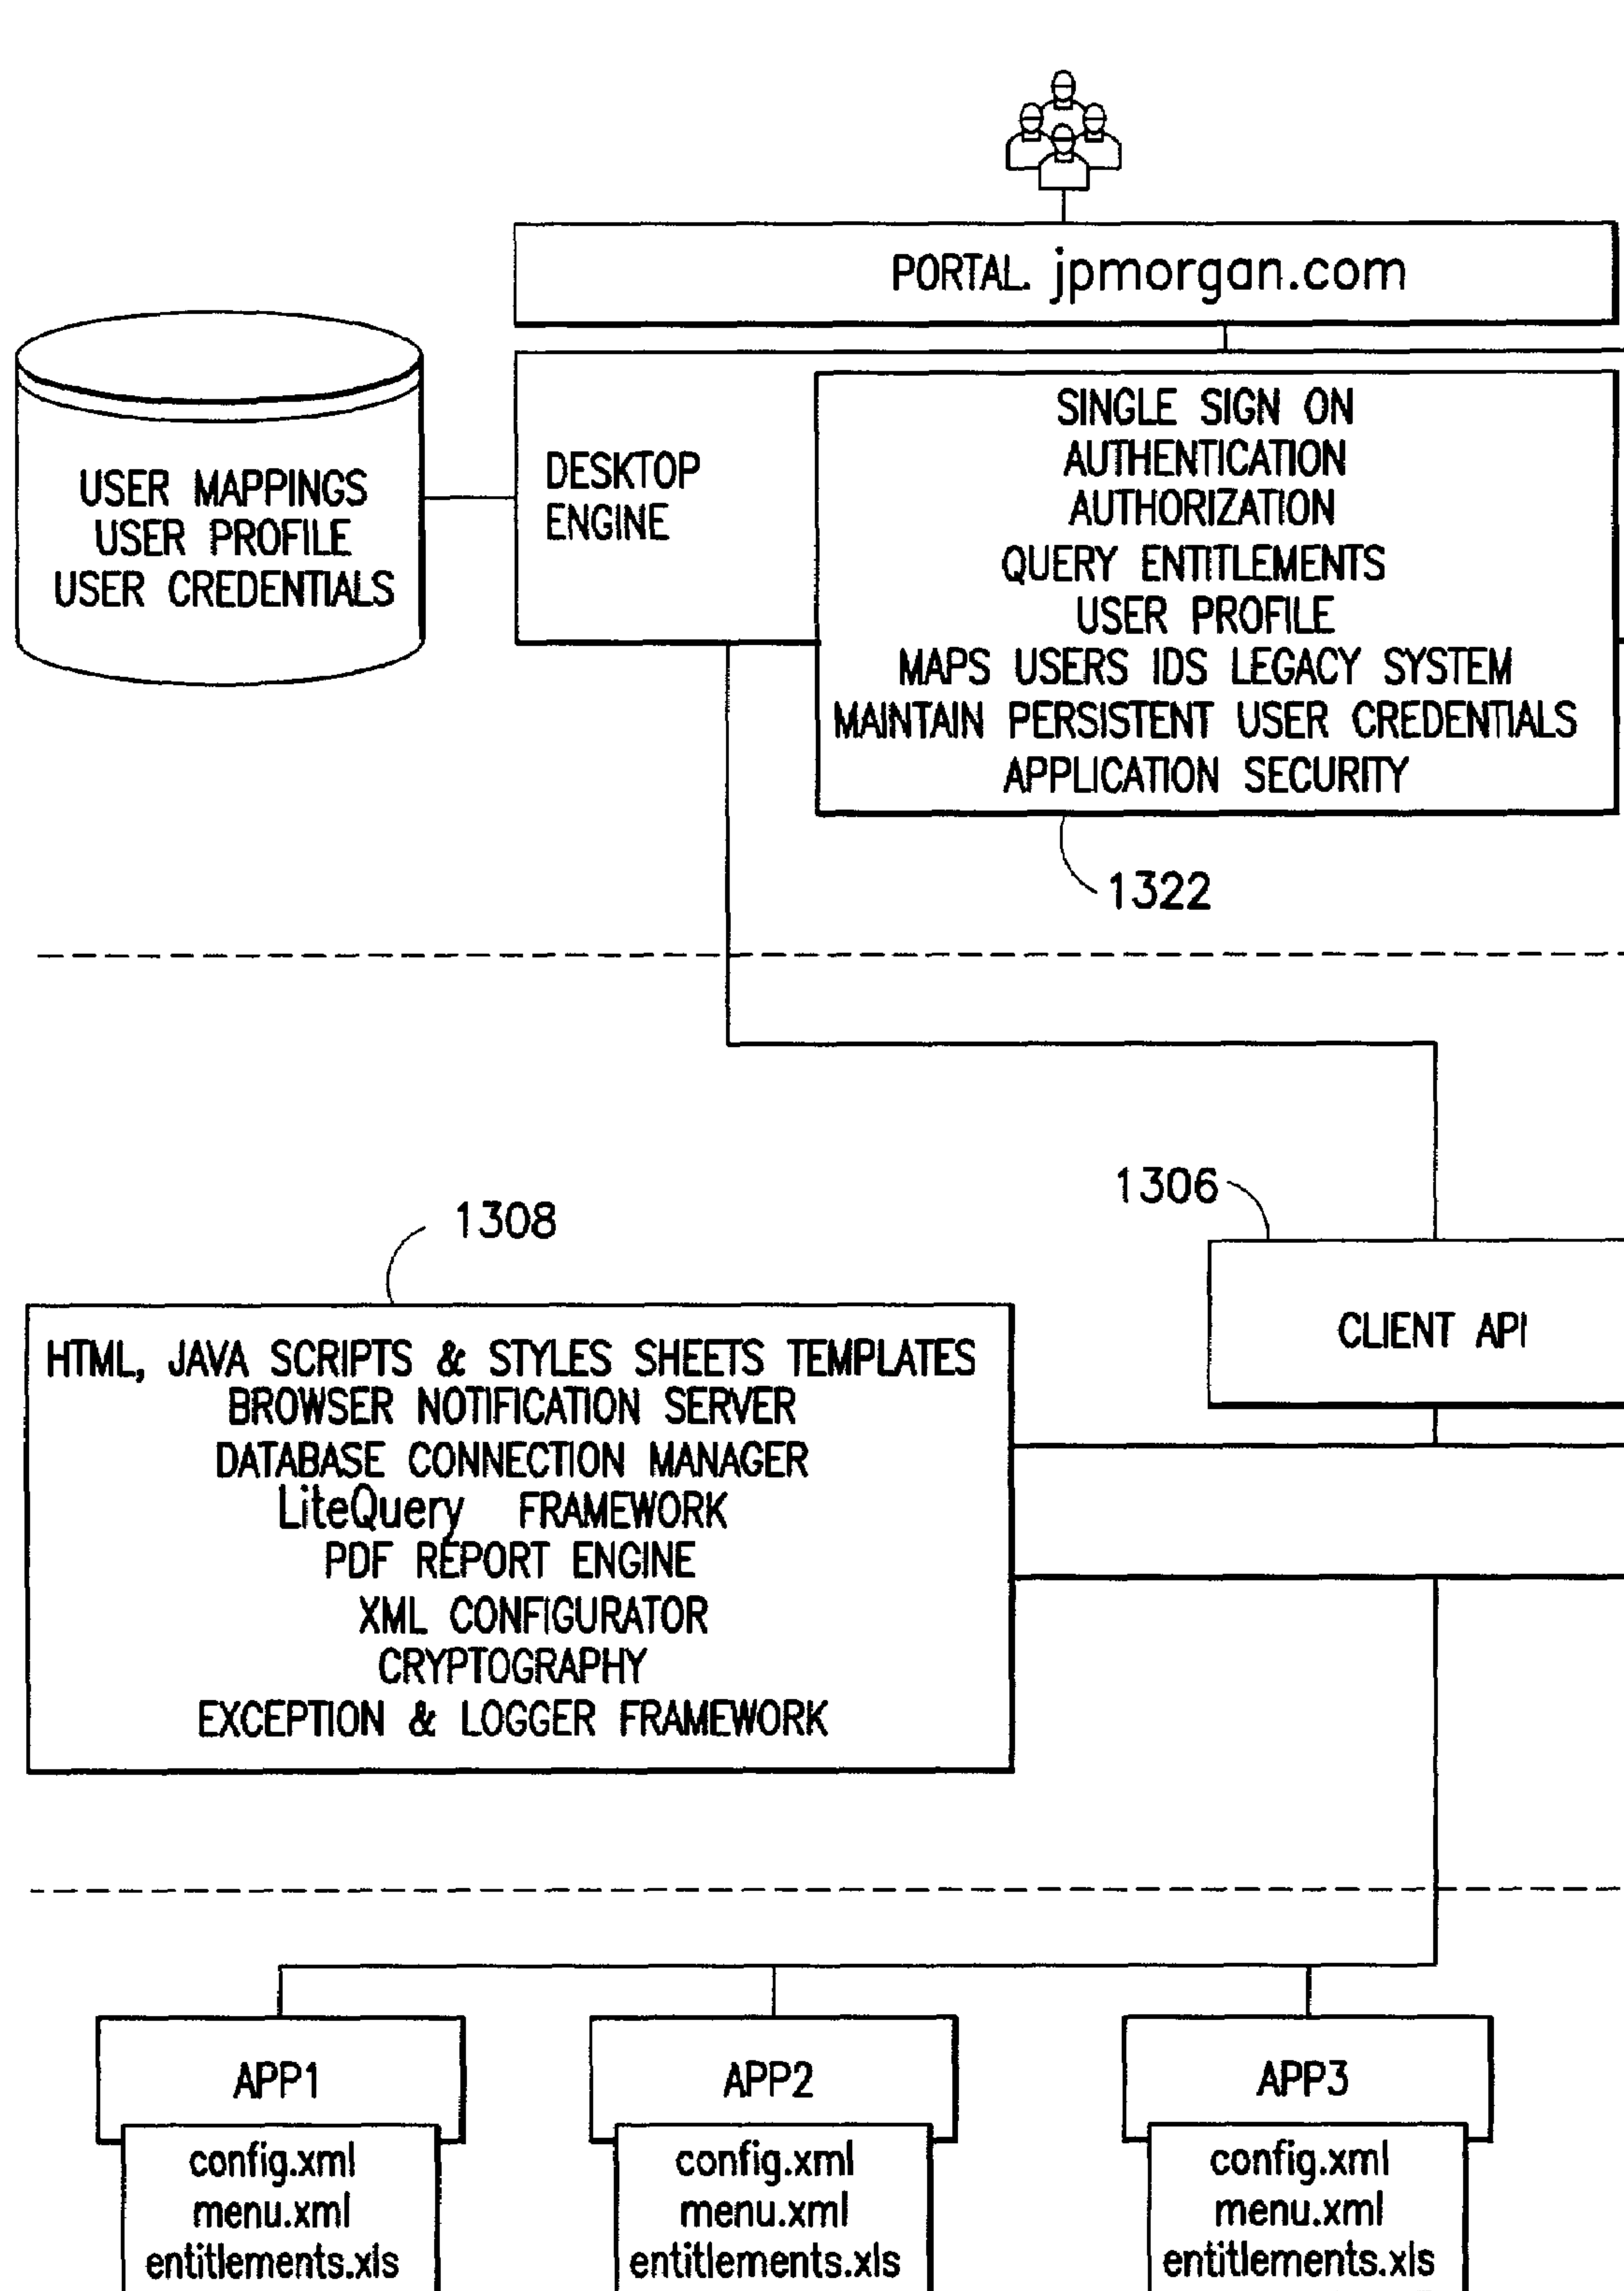 PORTAL. jpmorgan.com
USER MAPPINGS
USER PROFILE
USER CREDENTIALS
DESKTOP
ENGINE
SINGLE SIGN ON
AUTHENTICATION
AUTHORIZATION
QUERY ENTITLEMENTS
USER PROFILE
MAPS USERS IDS LEGACY SYSTEM
MAINTAIN PERSISTENT USER CREDENTIALS
APPLICATION SECURITY
1322
1306
CLIENT API
1308
HTML, JAVA SCRIPTS & STYLES SHEETS TEMPLATES
BROWSER NOTIFICATION SERVER
DATABASE CONNECTION MANAGER
LiteQuery FRAMEWORK
PDF REPORT ENGINE
XML CONFIGURATOR
CRYPTOGRAPHY
EXCEPTION & LOGGER FRAMEWORK
APP1
config.xml
menu.xml
entitlements.xls
APP2
config.xml
menu.xml
entitlements.xls
APP3
config.xml
menu.xml
entitlements.xls